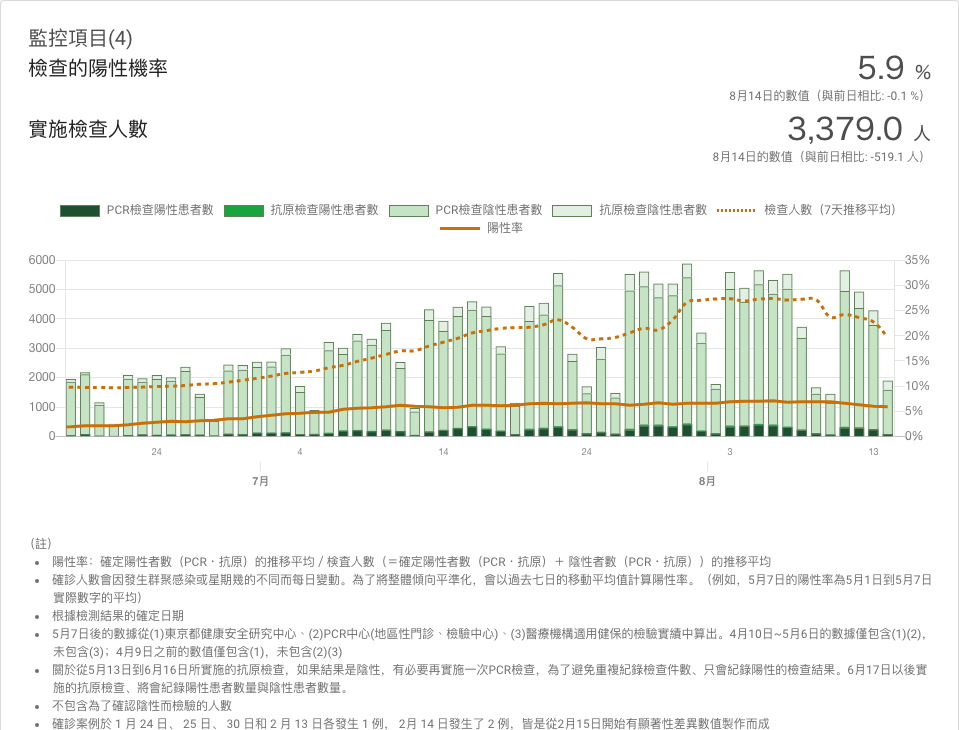 監控項目(4)
檢查的陽性機率
5.9 %
8月14日的數值（與前日相比: -0.1 %）
實施檢查人數
3,379.0 人
8月14日的數值（與前日相比: -519.1 人）
PCR檢查陽性患者數 抗原檢查陽性患者數 PCR檢查陰性患者數 抗原檢查陰性患者數 檢查人數（7天推移平均）
陽性率
6000 35%
5000 30%
4000 25%
3000 20%
2000 15%
1000 10%
0 5%
0%
24 4 14 24 3 13
7月 8月
（註）
陽性率：確定陽性者數（PCR・抗原）的推移平均 / 検査人數（＝確定陽性者數（PCR・抗原）＋ 陰性者數（PCR・抗原））的推移平均
確診人數會因發生群聚感染或星期幾的不同而每日變動。為了將整體傾向平準化，會以過去七日的移動平均值計算陽性率。（例如，5月7日的陽性率為5月1日到5月7日
實際數字的平均）
根據檢測結果的確定日期
5月7日後的數據從(1)東京都健康安全研究中心、(2)PCR中心(地區性門診、檢驗中心)、(3)醫療機構適用健保的檢驗實績中算出。4月10日~5月6日的數據僅包含(1)(2)，
未包含(3)；4月9日之前的數值僅包含(1)，未包含(2)(3)
關於從5月13日到6月16日所實施的抗原檢查，如果結果是陰性，有必要再實施一次PCR檢查，為了避免重複紀錄檢查件數、只會紀錄陽性的檢查結果。6月17日以後實
施的抗原檢查、將會紀錄陽性患者數量與陰性患者數量。
不包含為了確認陰性而檢驗的人數
確診案例於 1 月 24 日、 25 日、 30 日和 2 月 13 日各發生 1 例， 2月 14 日發生了 2 例，皆是從2月15日開始有顯著性差異數值製作而成